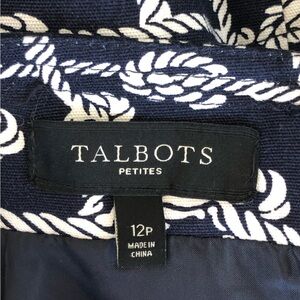 TALBOTS
PETITES
12P
MADE IN
CHINA